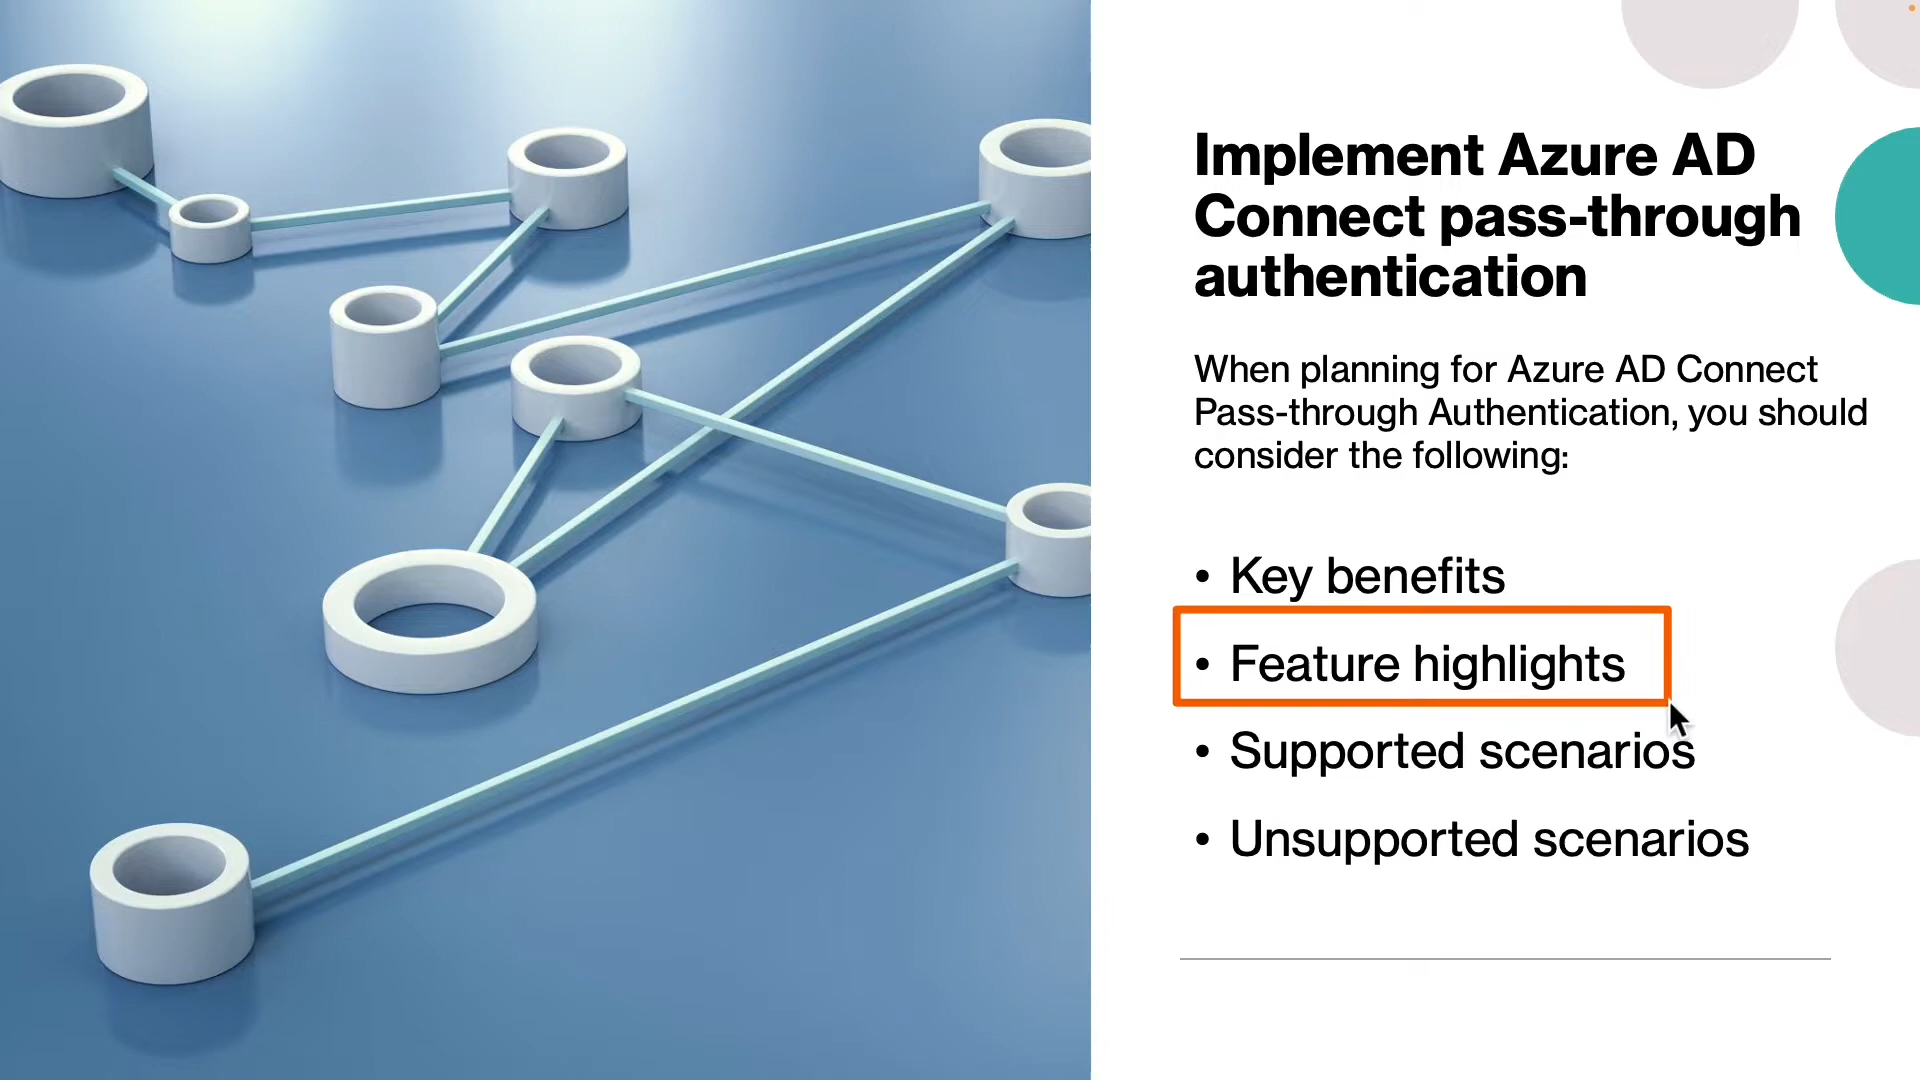 Implement Azure AD
Connect pass-through
authentication
When planning for Azure AD Connect
Pass-through Authentication, you should
consider the following:
• Key benefits
• Feature highlights
• Supported scenarios
• Unsupported scenarios